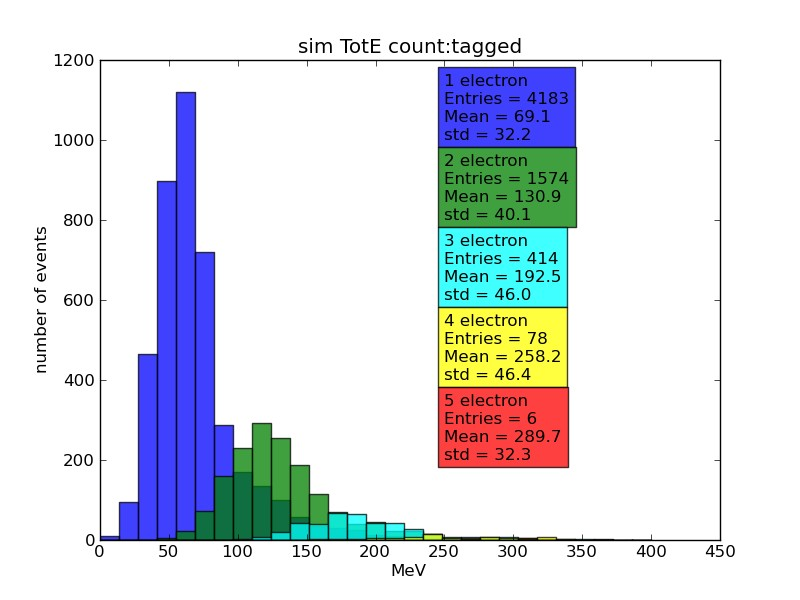 sim TotE count:tagged
1200
1000
800
600
400
200
0
number of events
1 electron
Entries = 4183
Mean = 69.1
std = 32.2
2 electron
Entries = 1574
Mean = 130.9
std = 40.1
3 electron
Entries = 414
Mean = 192.5
std = 46.0
4 electron
Entries = 78
Mean = 258.2
std = 46.4
5 electron
Entries = 6
Mean = 289.7
std = 32.3
0 50 100 150 200 250 300 350 400 450
MeV